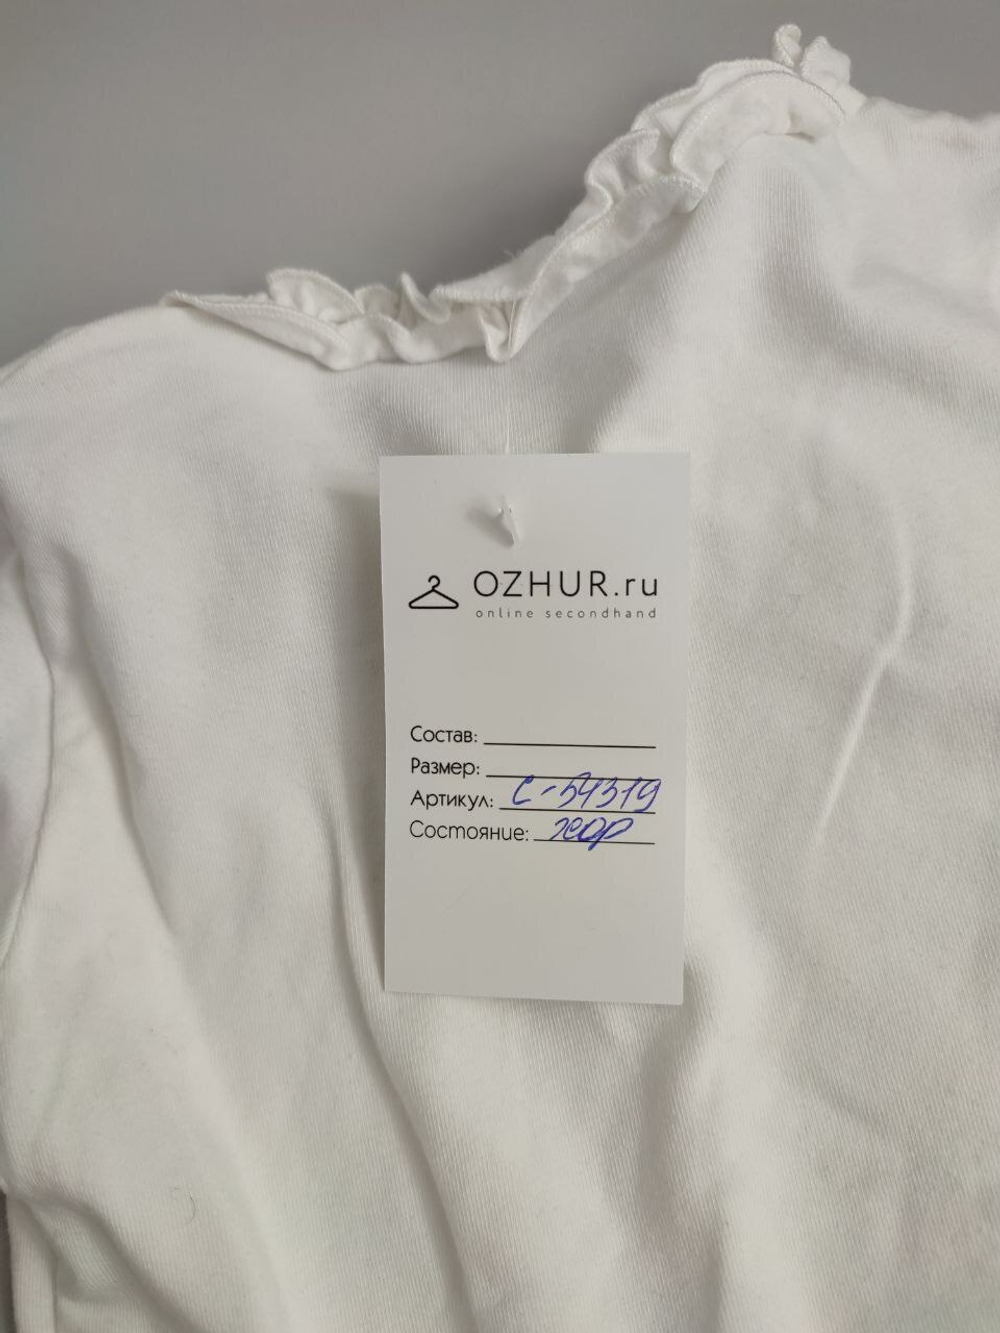 OZHUR.ru
online secondhand
Состав:
Размер:
Артикул: С-54319
Состояние: хор